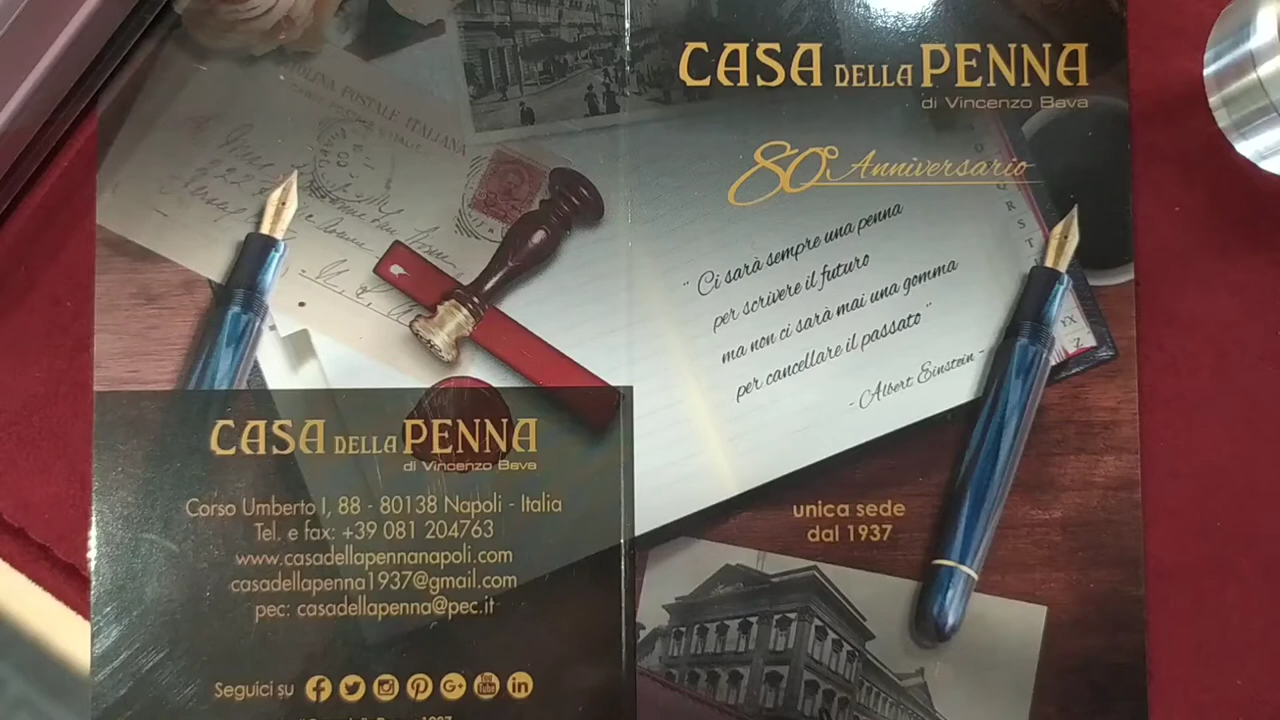 CARTOLINA POSTALE ITALIANA
CASA DELLA PENNA
di Vincenzo Bava
Corso Umberto I, 88 - 80138 Napoli - Italia
Tel. e fax: +39 081 204763
www.casadellapennanapoli.com
casadellapenna1937@gmail.com
pec: casadellapenna@pec.it
Seguici su
CASA DELLA PENNA
di Vincenzo Bava
80° Anniversario
" Ci sarà sempre una penna
per scrivere il futuro
ma non ci sarà mai una gomma
per cancellare il passato "
- Albert Einstein -
unica sede
dal 1937